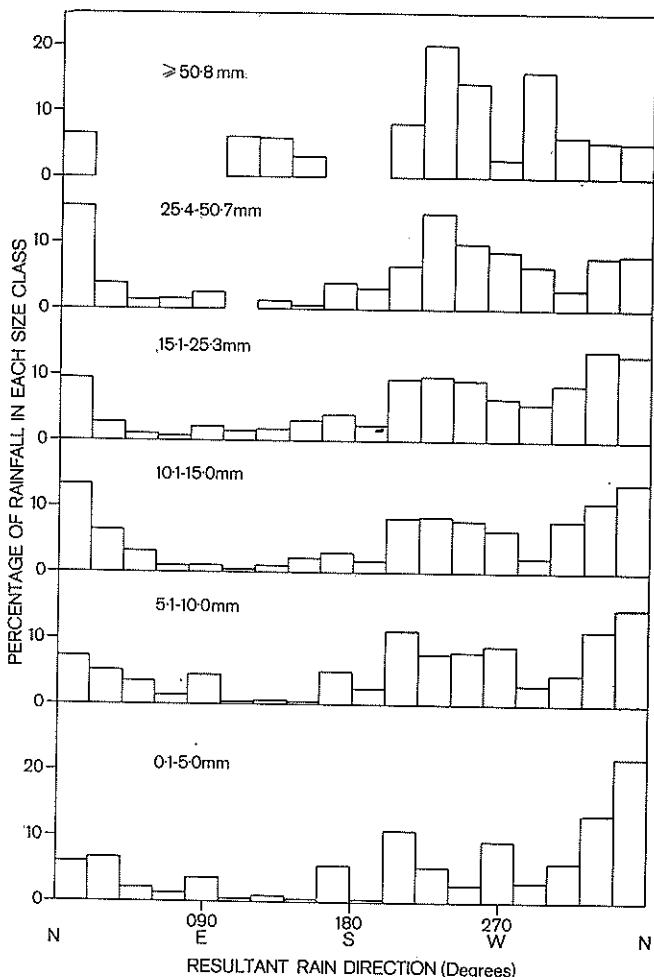 PERCENTAGE OF RAINFALL IN EACH SIZE CLASS
20
10
0
⩾ 50·8 mm.
10
0
25·4-50·7mm
10
0
15·1-25·3mm
10
0
10·1-15·0mm
10
0
5·1-10·0mm
20
10
0
0·1-5·0mm
090 180 270
N E S W N
RESULTANT RAIN DIRECTION (Degrees)